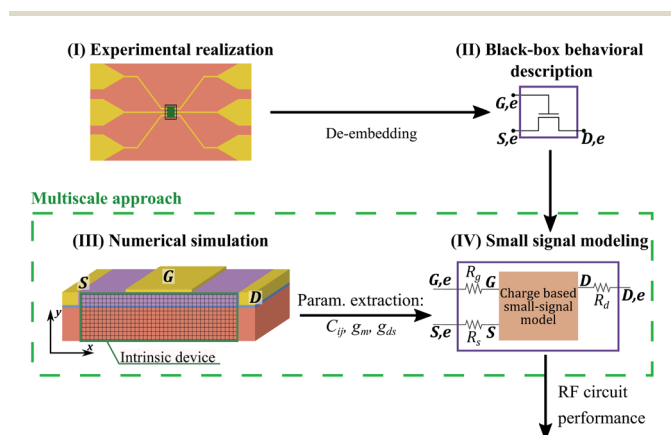 (I) Experimental realization
(II) Black-box behavioral
description
G,e
S,e
D,e
De-embedding
Multiscale approach
(III) Numerical simulation
S
G
D
y
x
Intrinsic device
Param. extraction:
C_ij, g_m, g_ds
(IV) Small signal modeling
G,e
R_g
G
S,e
R_s
S
Charge based
small-signal
model
D
R_d
D,e
RF circuit
performance